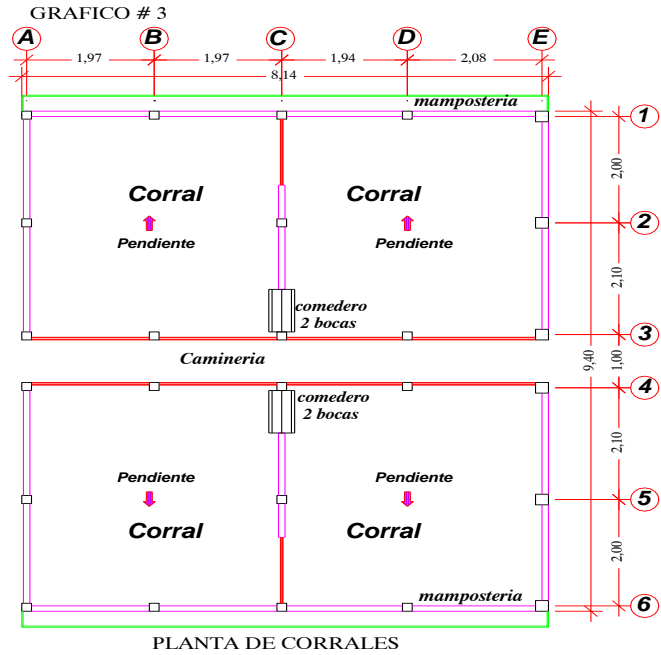 GRAFICO # 3
A B C D E
1,97 1,97 1,94 2,08
8,14
mamposteria
1
2,00
Corral Corral
2
Pendiente Pendiente
2,10
comedero
2 bocas
3
Camineria
1,00
9,40
4
comedero
2 bocas
2,10
Pendiente Pendiente
5
Corral Corral
2,00
mamposteria
6
PLANTA DE CORRALES